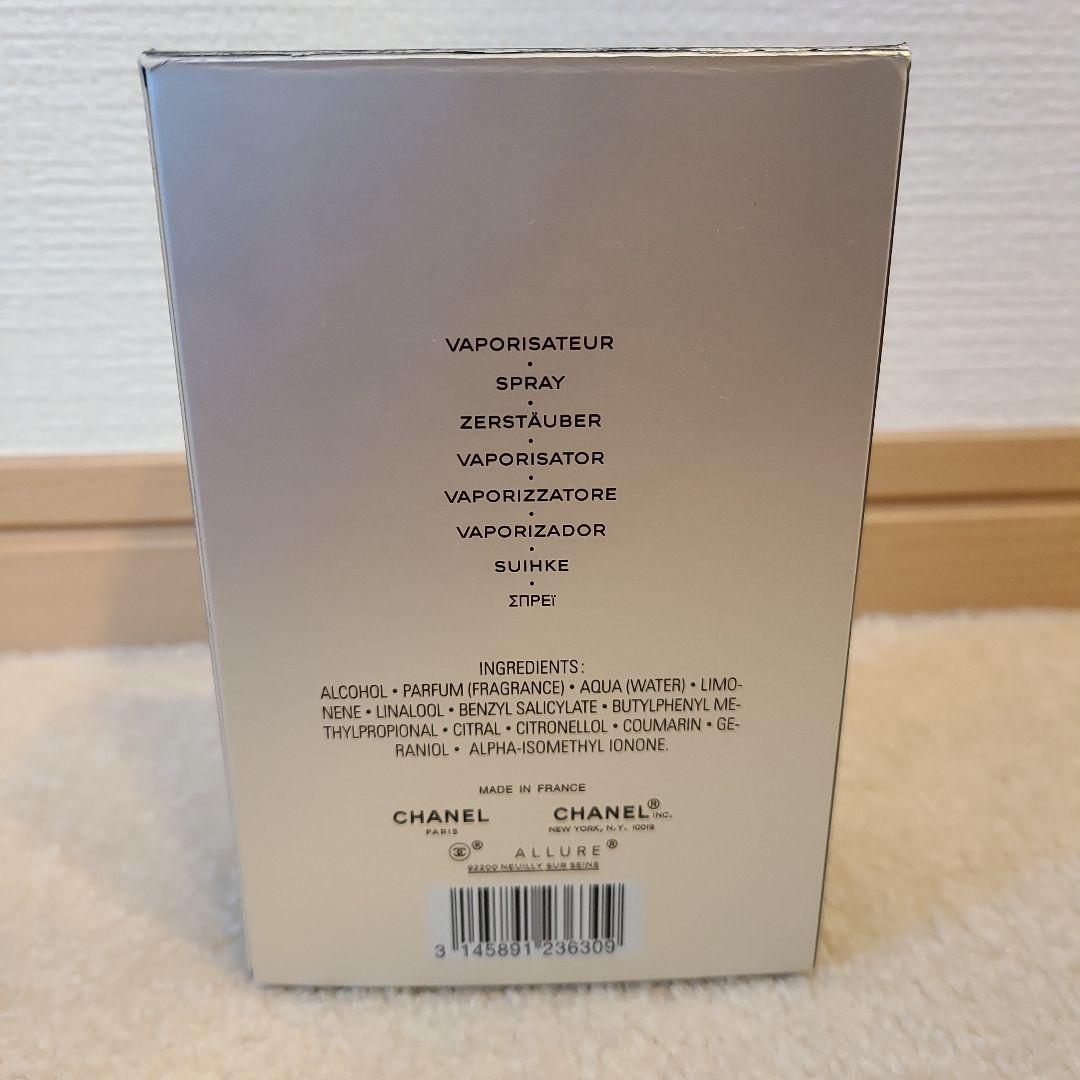 VAPORISATEUR
•
SPRAY
•
ZERSTÄUBER
•
VAPORISATOR
•
VAPORIZZATORE
•
VAPORIZADOR
•
SUIHKE
•
ΣΠΡΕϊ
INGREDIENTS:
ALCOHOL • PARFUM (FRAGRANCE) • AQUA (WATER) • LIMO-
NENE • LINALOOL • BENZYL SALICYLATE • BUTYLPHENYL ME-
THYLPROPIONAL • CITRAL • CITRONELLOL • COUMARIN • GE-
RANIOL • ALPHA-ISOMETHYL IONONE.
MADE IN FRANCE
CHANEL CHANEL® INC.
PARIS NEW YORK, N.Y. 10019
® ALLURE®
92200 NEUILLY SUR SEINE
3 145891 236309